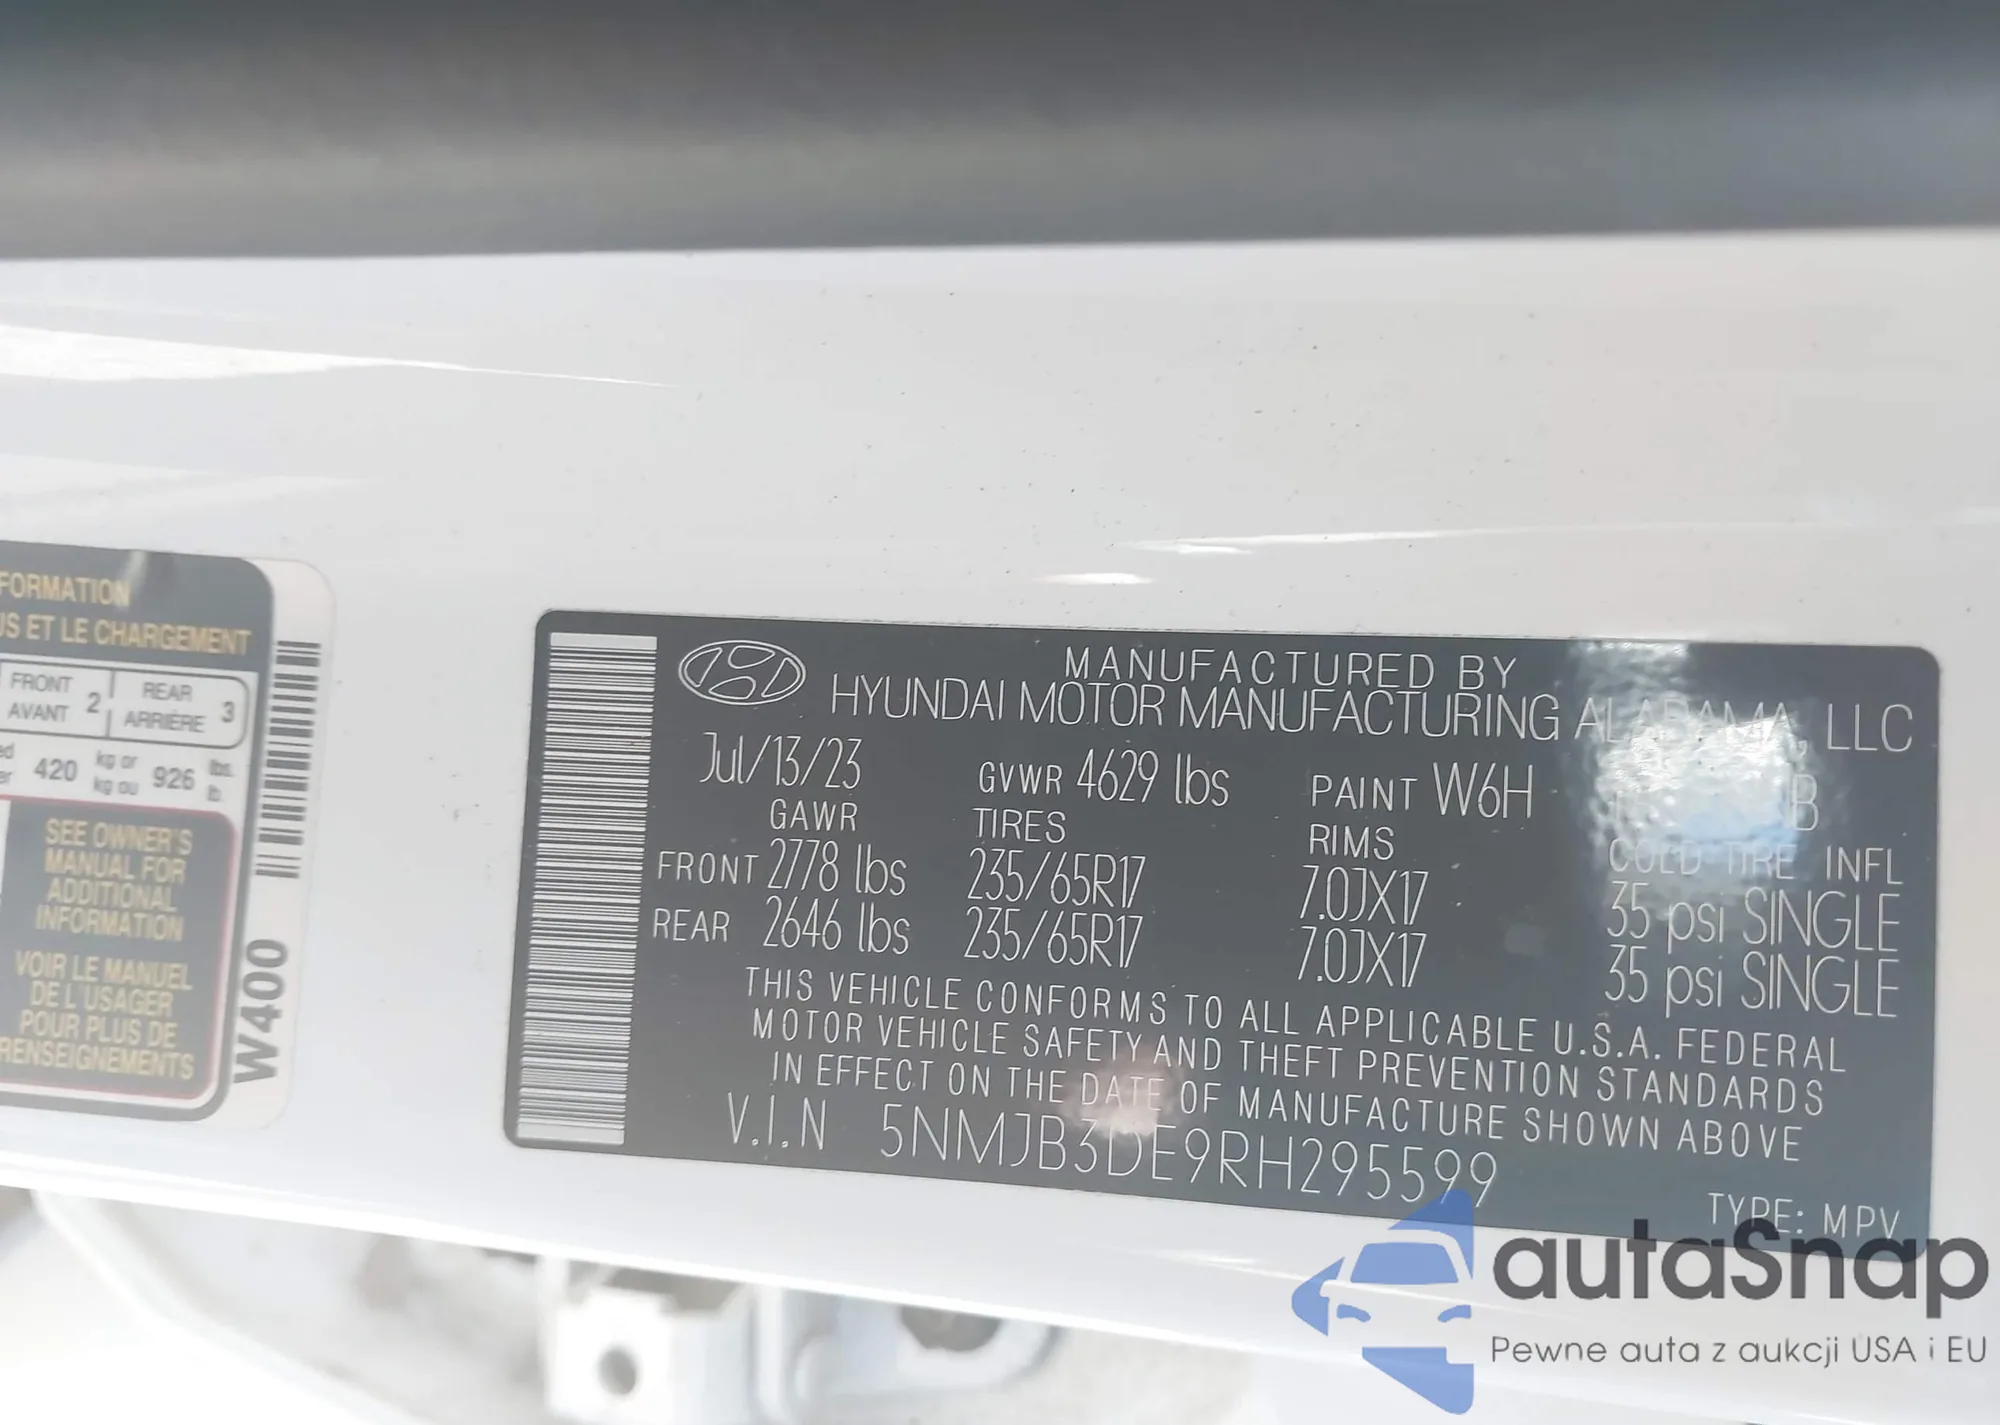 FORMATION
US ET LE CHARGEMENT
FRONT
AVANT
2
REAR
ARRIÈRE
3
420
kg or
kg ou
926
lbs.
lb.
SEE OWNER'S
MANUAL FOR
ADDITIONAL
INFORMATION
VOIR LE MANUEL
DE L'USAGER
POUR PLUS DE
RENSEIGNEMENTS
W400
MANUFACTURED BY
HYUNDAI MOTOR MANUFACTURING ALABAMA, LLC
Jul/13/23 GVWR 4629 lbs PAINT W6H
GAWR TIRES RIMS COLD TIRE INFL
FRONT 2778 lbs 235/65R17 7.0JX17 35 psi SINGLE
REAR 2646 lbs 235/65R17 7.0JX17 35 psi SINGLE
THIS VEHICLE CONFORMS TO ALL APPLICABLE U.S.A. FEDERAL
MOTOR VEHICLE SAFETY AND THEFT PREVENTION STANDARDS
IN EFFECT ON THE DATE OF MANUFACTURE SHOWN ABOVE
V.I.N 5NMJB3DE9RH295599
TYPE: MPV
autaSnap
Pewne auta z aukcji USA i EU